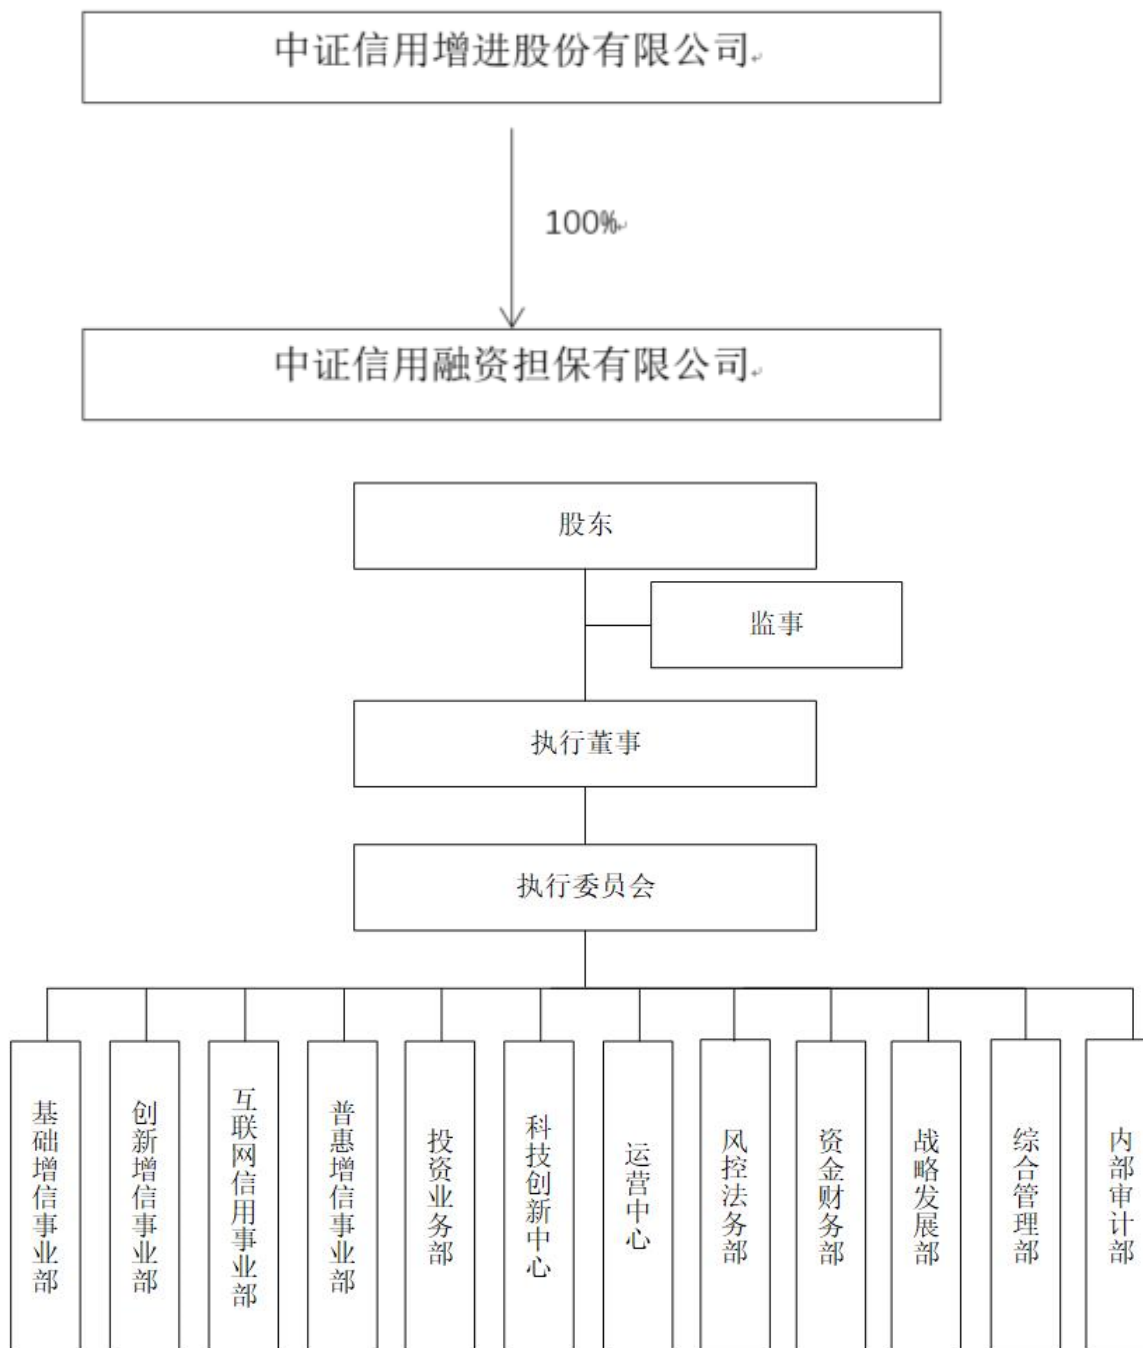 中证信用增进股份有限公司
100%
中证信用融资担保有限公司
股东
监事
执行董事
执行委员会
基础增信事业部
创新增信事业部
互联网信用事业部
普惠增信事业部
投资业务部
科技创新中心
运营中心
风控法务部
资金财务部
战略发展部
综合管理部
内部审计部